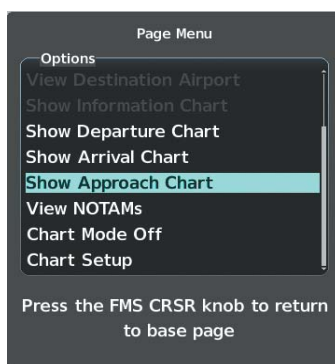 Page Menu
Options
View Destination Airport
Show Information Chart
Show Departure Chart
Show Arrival Chart
Show Approach Chart
View NOTAMs
Chart Mode Off
Chart Setup
Press the FMS CRSR knob to return
to base page